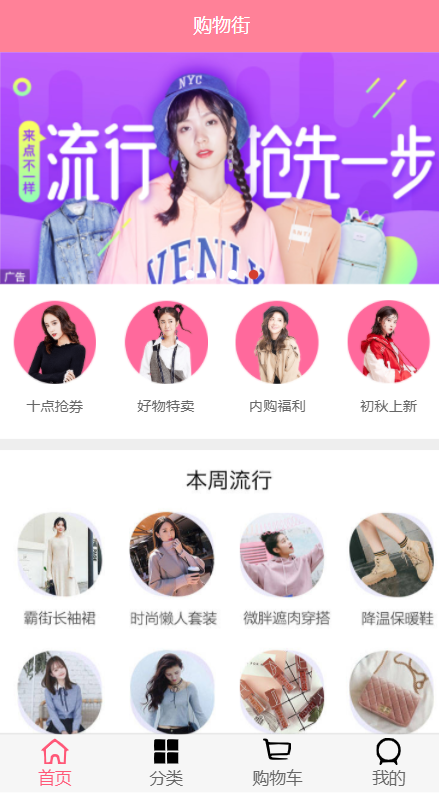 购物街
NYC
来点不一样
流行 抢先一步
VENLY
广告
十点抢券 好物特卖 内购福利 初秋上新
本周流行
霸街长袖裙 时尚懒人套装 微胖遮肉穿搭 降温保暖鞋
首页 分类 购物车 我的